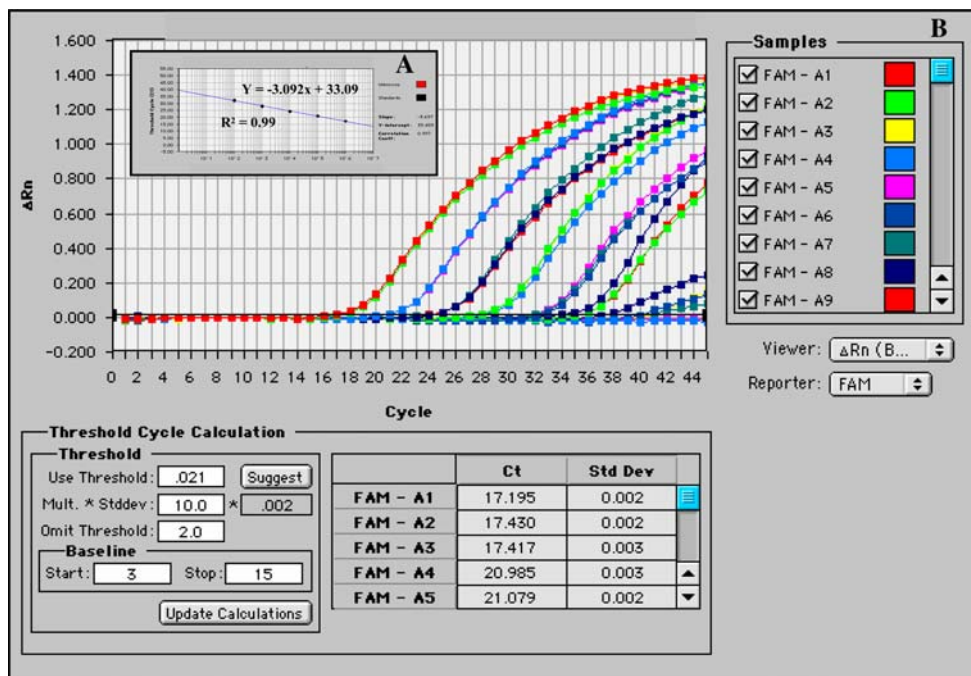 B
Samples
FAM - A1
FAM - A2
FAM - A3
FAM - A4
FAM - A5
FAM - A6
FAM - A7
FAM - A8
FAM - A9
Viewer: ΔRn (B...
Reporter: FAM
1.600
1.400
1.200
1.000
0.800
0.600
0.400
0.200
0.000
-0.200
ΔRn
A
Y = -3.092x + 33.09
R² = 0.99
0 2 4 6 8 10 12 14 16 18 20 22 24 26 28 30 32 34 36 38 40 42 44
Cycle
Threshold Cycle Calculation
Threshold
Use Threshold: .021 Suggest
Mult. * Stddev: 10.0 * .002
Omit Threshold: 2.0
Baseline
Start: 3 Stop: 15
Update Calculations
Ct Std Dev
FAM - A1 17.195 0.002
FAM - A2 17.430 0.002
FAM - A3 17.417 0.003
FAM - A4 20.985 0.003
FAM - A5 21.079 0.002